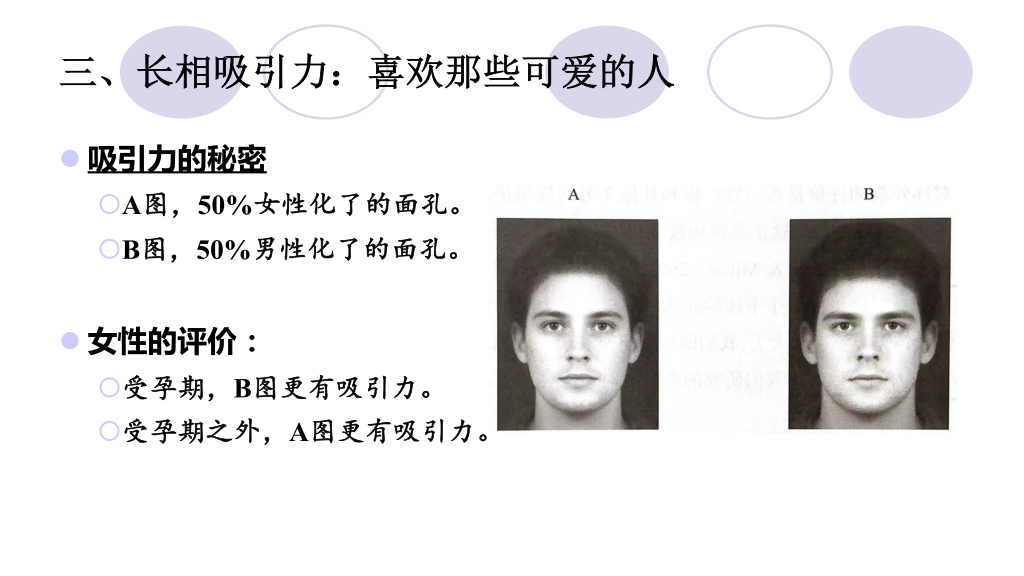 三、长相吸引力：喜欢那些可爱的人
吸引力的秘密
A图，50%女性化了的面孔。
B图，50%男性化了的面孔。
女性的评价：
受孕期，B图更有吸引力。
受孕期之外，A图更有吸引力。
A
B